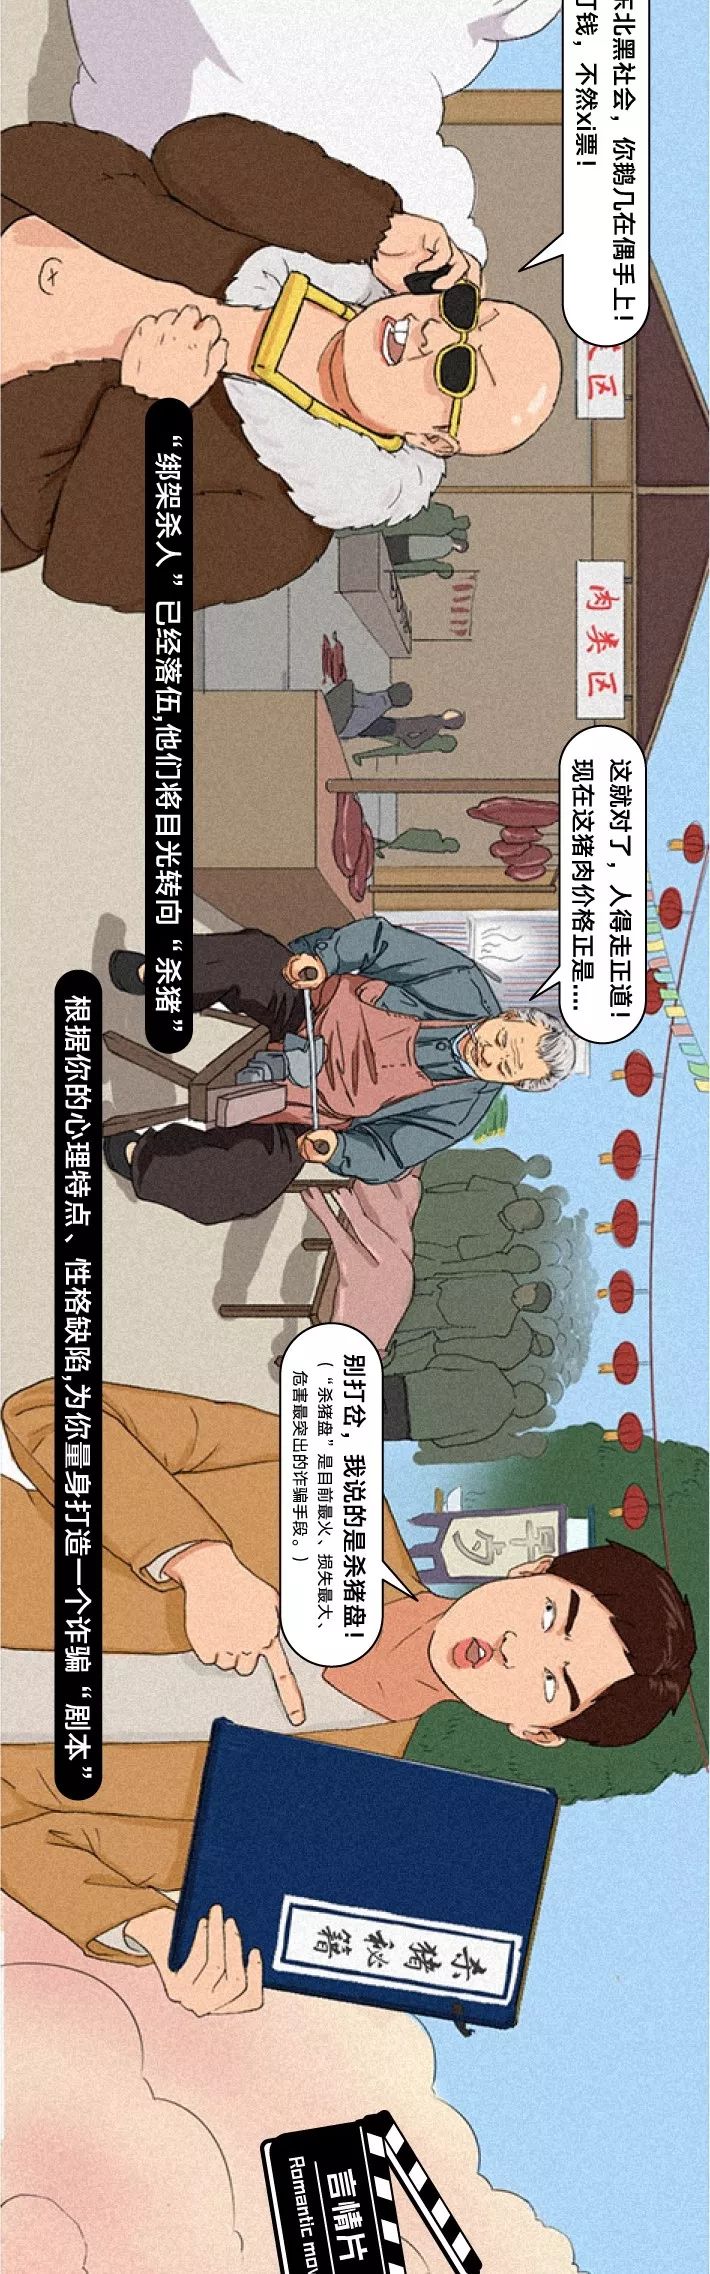 东北黑社会，你鹅几在偶手上！
打钱，不然xi票！
类区
肉类区
“绑架杀人”已经落伍,他们将目光转向“杀猪”
这就对了，人得走正道！
现在这猪肉价格正是....
根据你的心理特点、性格缺陷,为你量身打造一个诈骗“剧本”
别打岔，我说的是杀猪盘！
（“杀猪盘”是目前最火、损失最大、
危害最突出的诈骗手段。）
杀猪秘籍
言情片
Romantic mov